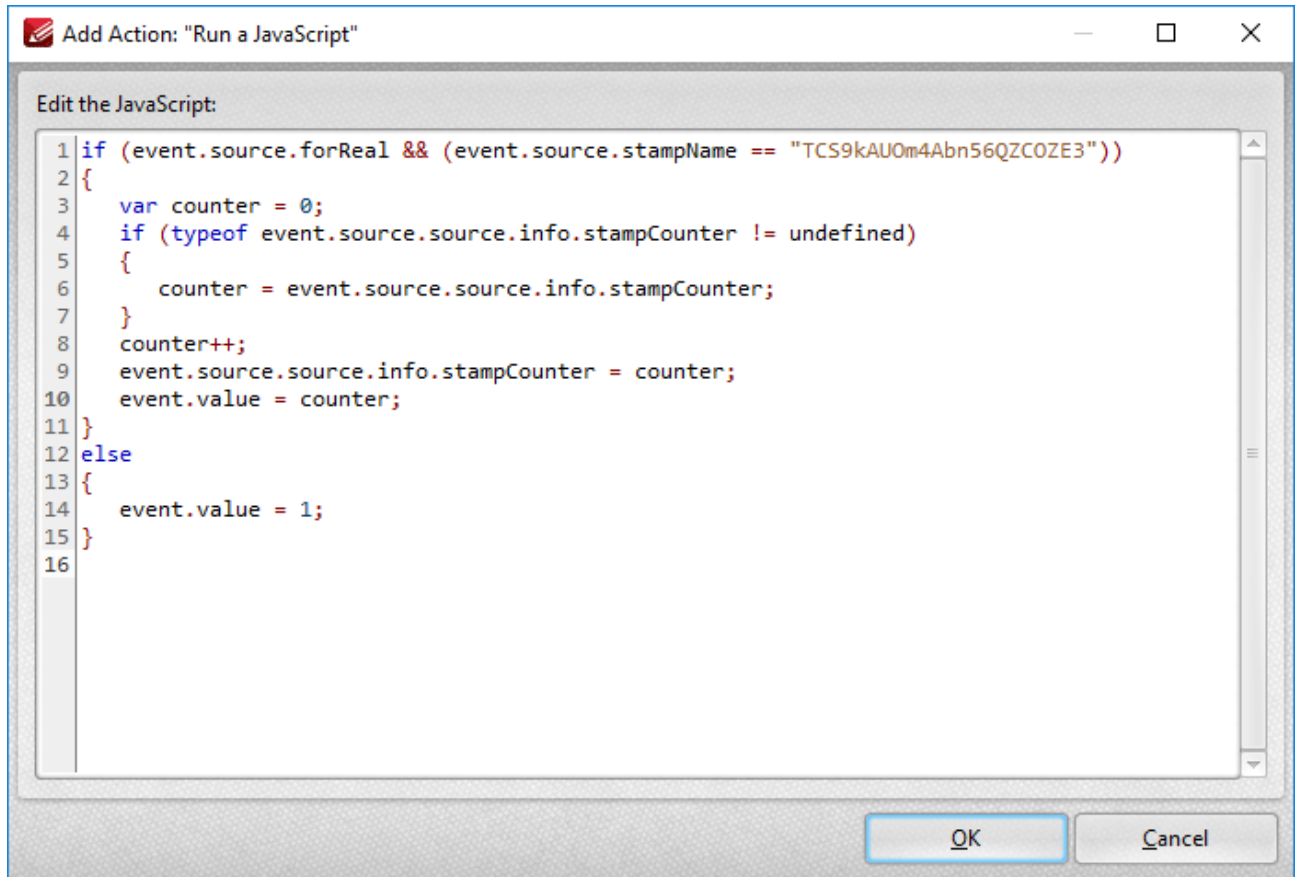 Add Action: "Run a JavaScript"
Edit the JavaScript:
1 if (event.source.forReal && (event.source.stampName == "TCS9kAUOm4Abn56QZCOZE3"))
2 {
3    var counter = 0;
4    if (typeof event.source.source.info.stampCounter != undefined)
5    {
6       counter = event.source.source.info.stampCounter;
7    }
8    counter++;
9    event.source.source.info.stampCounter = counter;
10    event.value = counter;
11 }
12 else
13 {
14    event.value = 1;
15 }
16
OK Cancel